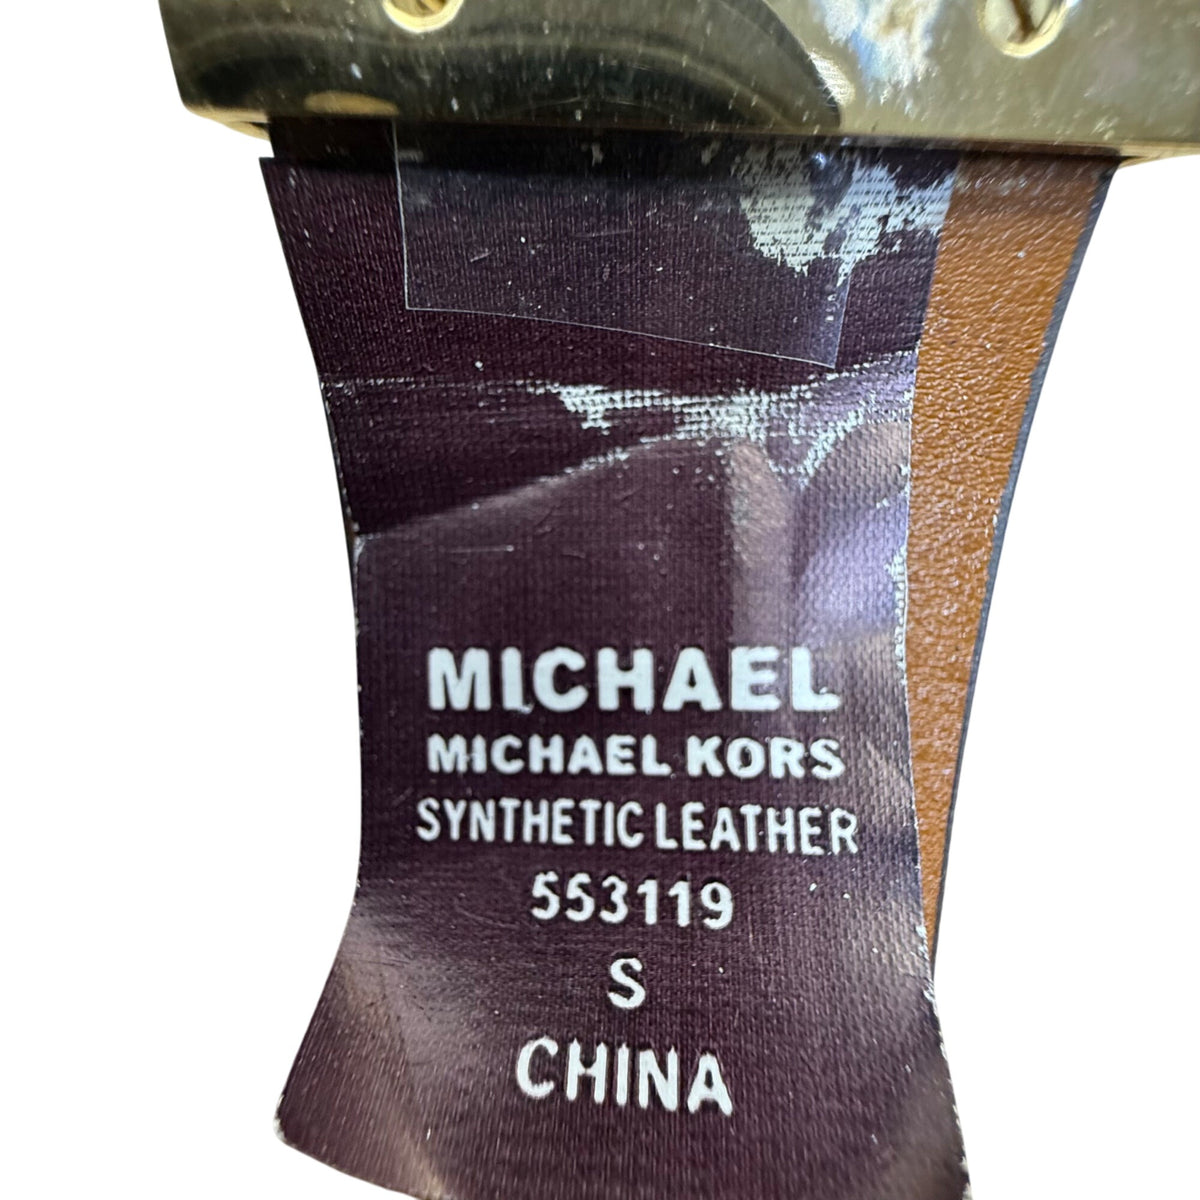 MICHAEL
MICHAEL KORS
SYNTHETIC LEATHER
553119
S
CHINA